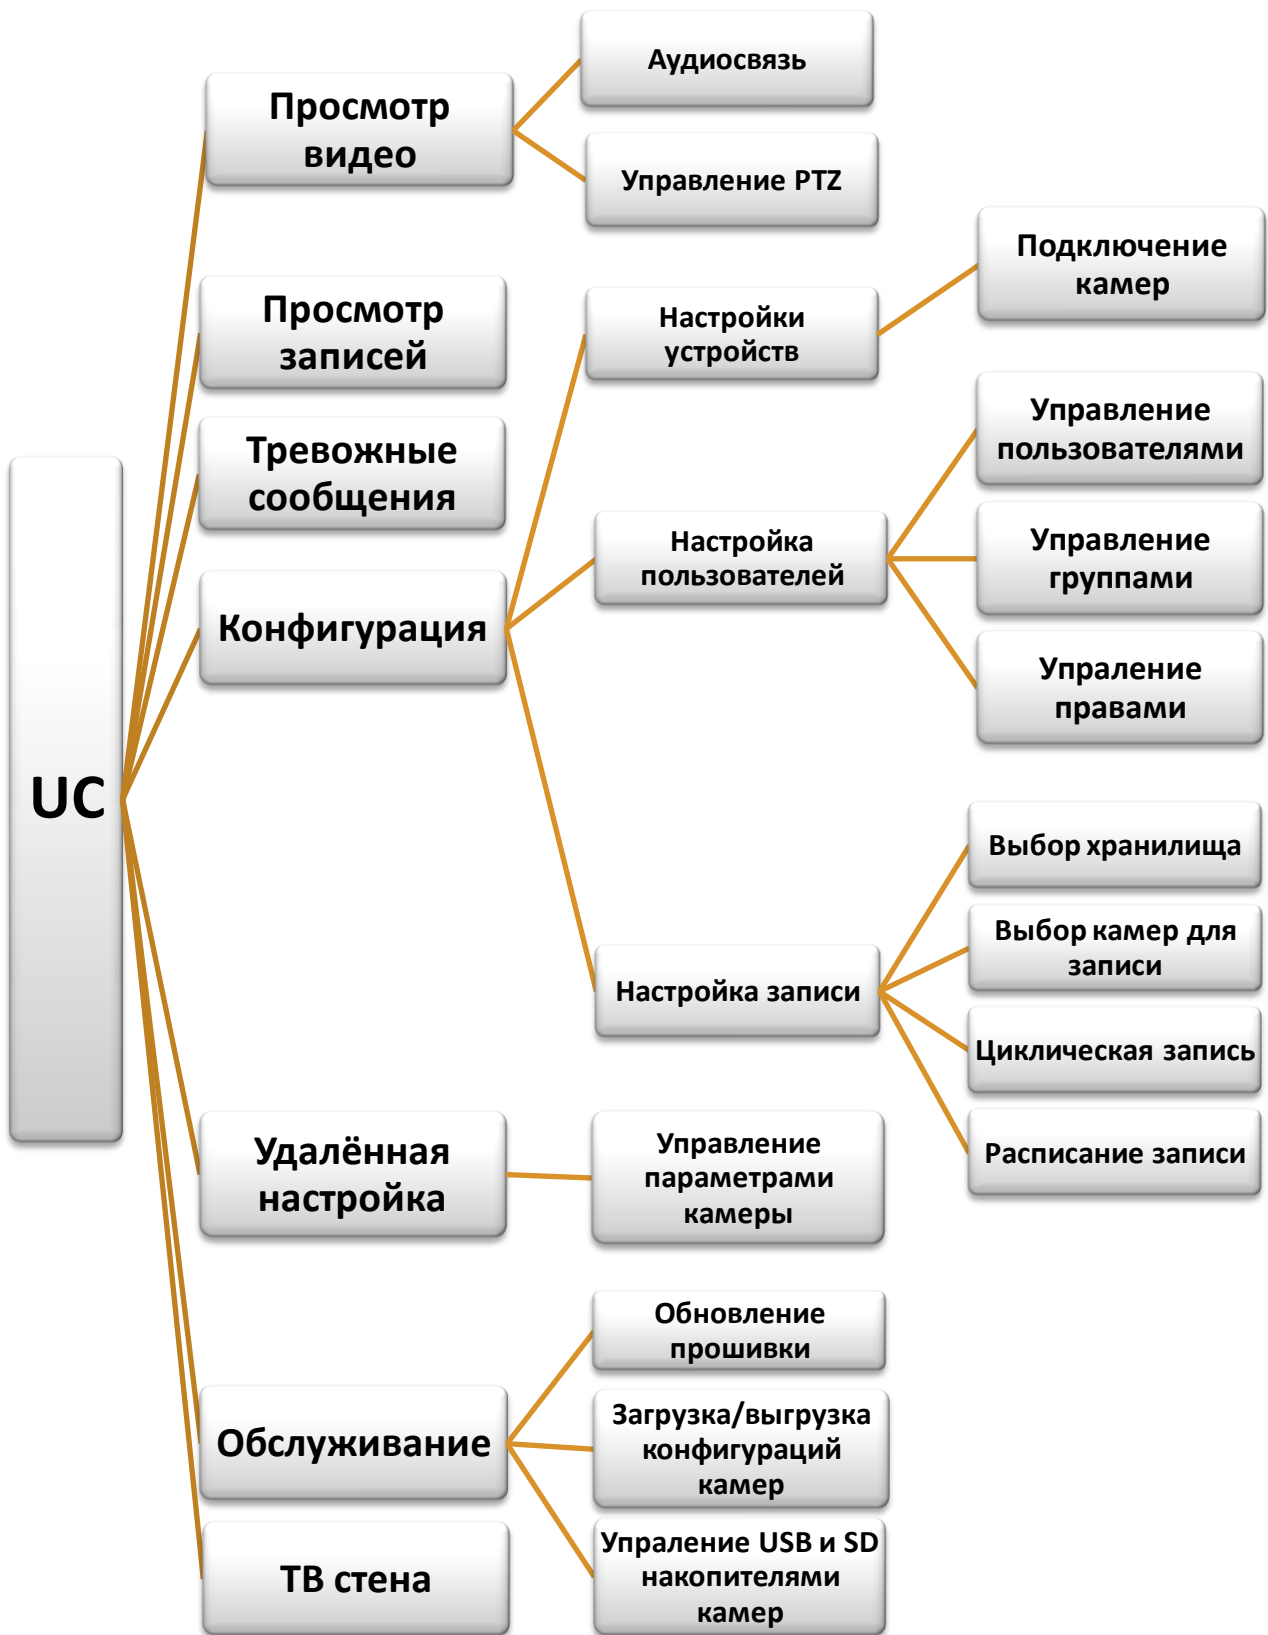 UC
Просмотр
видео
Аудиосвязь
Управление PTZ
Просмотр
записей
Тревожные
сообщения
Конфигурация
Настройки
устройств
Подключение
камер
Настройка
пользователей
Управление
пользователями
Управление
группами
Упраление
правами
Настройка записи
Выбор хранилища
Выбор камер для
записи
Циклическая запись
Расписание записи
Удалённая
настройка
Управление
параметрами
камеры
Обслуживание
Обновление
прошивки
Загрузка/выгрузка
конфигураций
камер
Упраление USB и SD
накопителями
камер
ТВ стена